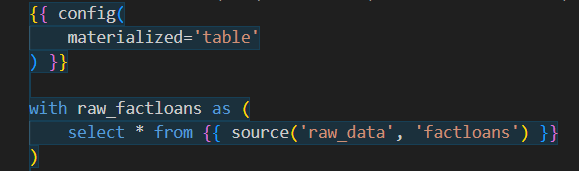 {{ config(
    materialized='table'
) }}
with raw_factloans as (
    select * from {{ source('raw_data', 'factloans') }}
)